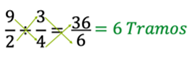 9/2 ÷ 3/4 = 36/6 = 6 Tramos